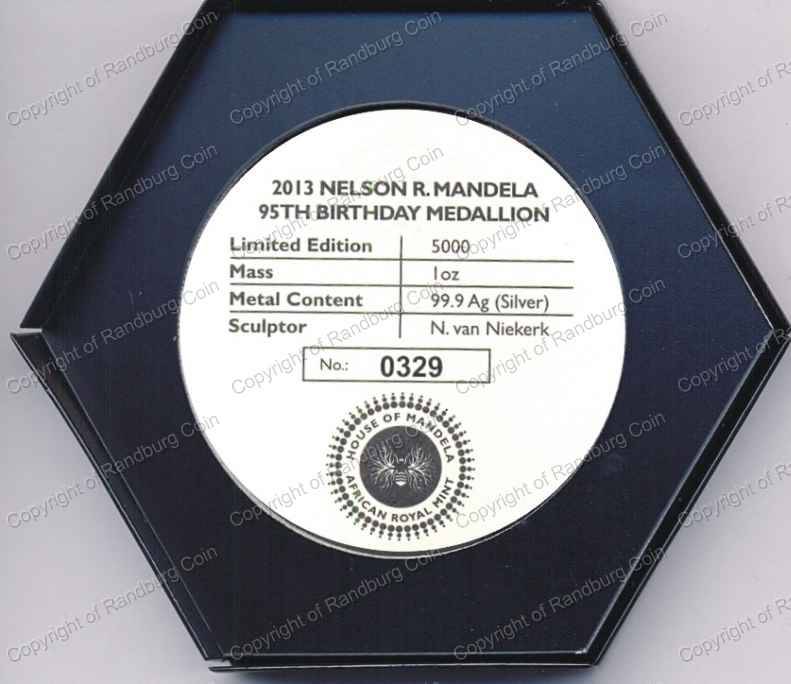 2013 NELSON R. MANDELA
95TH BIRTHDAY MEDALLION
Limited Edition 5000
Mass 1oz
Metal Content 99.9 Ag (Silver)
Sculptor N. van Niekerk
No.: 0329
HOUSE OF MANDELA
AFRICAN ROYAL MINT
Copyright of Randburg Coin